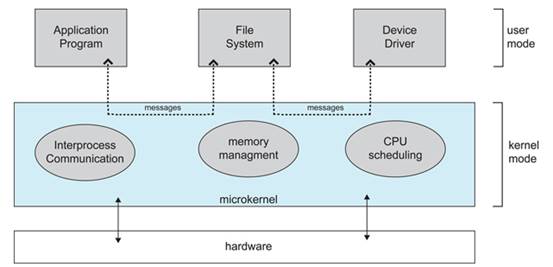 Application
Program
File
System
Device
Driver
user
mode
messages
messages
Interprocess
Communication
memory
managment
CPU
scheduling
kernel
mode
microkernel
hardware